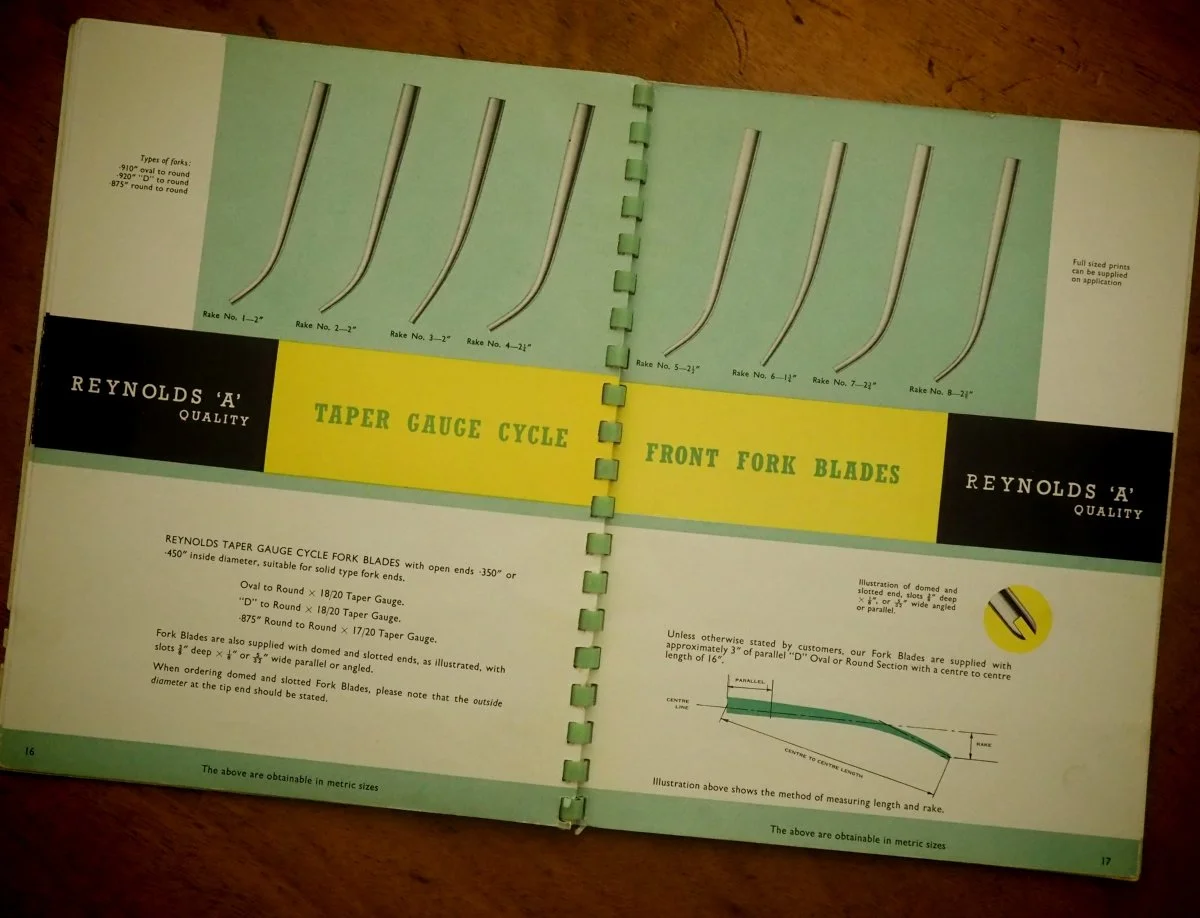 Types of forks:
·910" oval to round
·920" "D" to round
·875" round to round
Rake No. 1—2"
Rake No. 2—2"
Rake No. 3—2"
Rake No. 4—2¼"
REYNOLDS ‘A’
QUALITY
TAPER GAUGE CYCLE
REYNOLDS TAPER GAUGE CYCLE FORK BLADES with open ends ·350" or
·450" inside diameter, suitable for solid type fork ends.
Oval to Round × 18/20 Taper Gauge.
"D" to Round × 18/20 Taper Gauge.
·875" Round to Round × 17/20 Taper Gauge.
Fork Blades are also supplied with domed and slotted ends, as illustrated, with
slots ¾" deep × ⅛" or 5/32" wide parallel or angled.
When ordering domed and slotted Fork Blades, please note that the outside
diameter at the tip end should be stated.
16
The above are obtainable in metric sizes
Rake No. 5—2½"
Rake No. 6—1¾"
Rake No. 7—2¾"
Rake No. 8—
Full sized prints
can be supplied
on application
FRONT FORK BLADES
REYNOLDS ‘A’
QUALITY
Illustration of domed and
slotted end, slots ¾" deep
× ⅛", or 5/32" wide angled
or parallel.
Unless otherwise stated by customers, our Fork Blades are supplied with
approximately 3" of parallel "D" Oval or Round Section with a centre to centre
length of 16".
PARALLEL
CENTRE
LINE
RAKE
CENTRE TO CENTRE LENGTH
Illustration above shows the method of measuring length and rake.
The above are obtainable in metric sizes
17